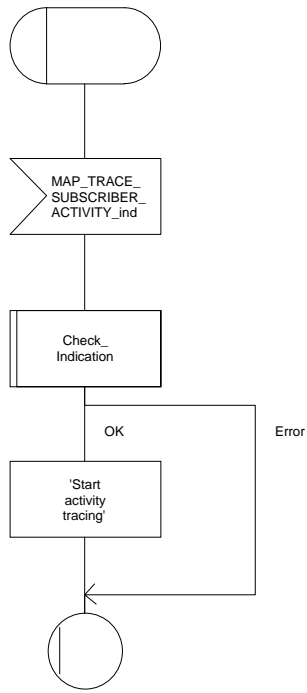 MAP_TRACE_
SUBSCRIBER_
ACTIVITY_ind
Check_
Indication
OK
Error
'Start
activity
tracing'